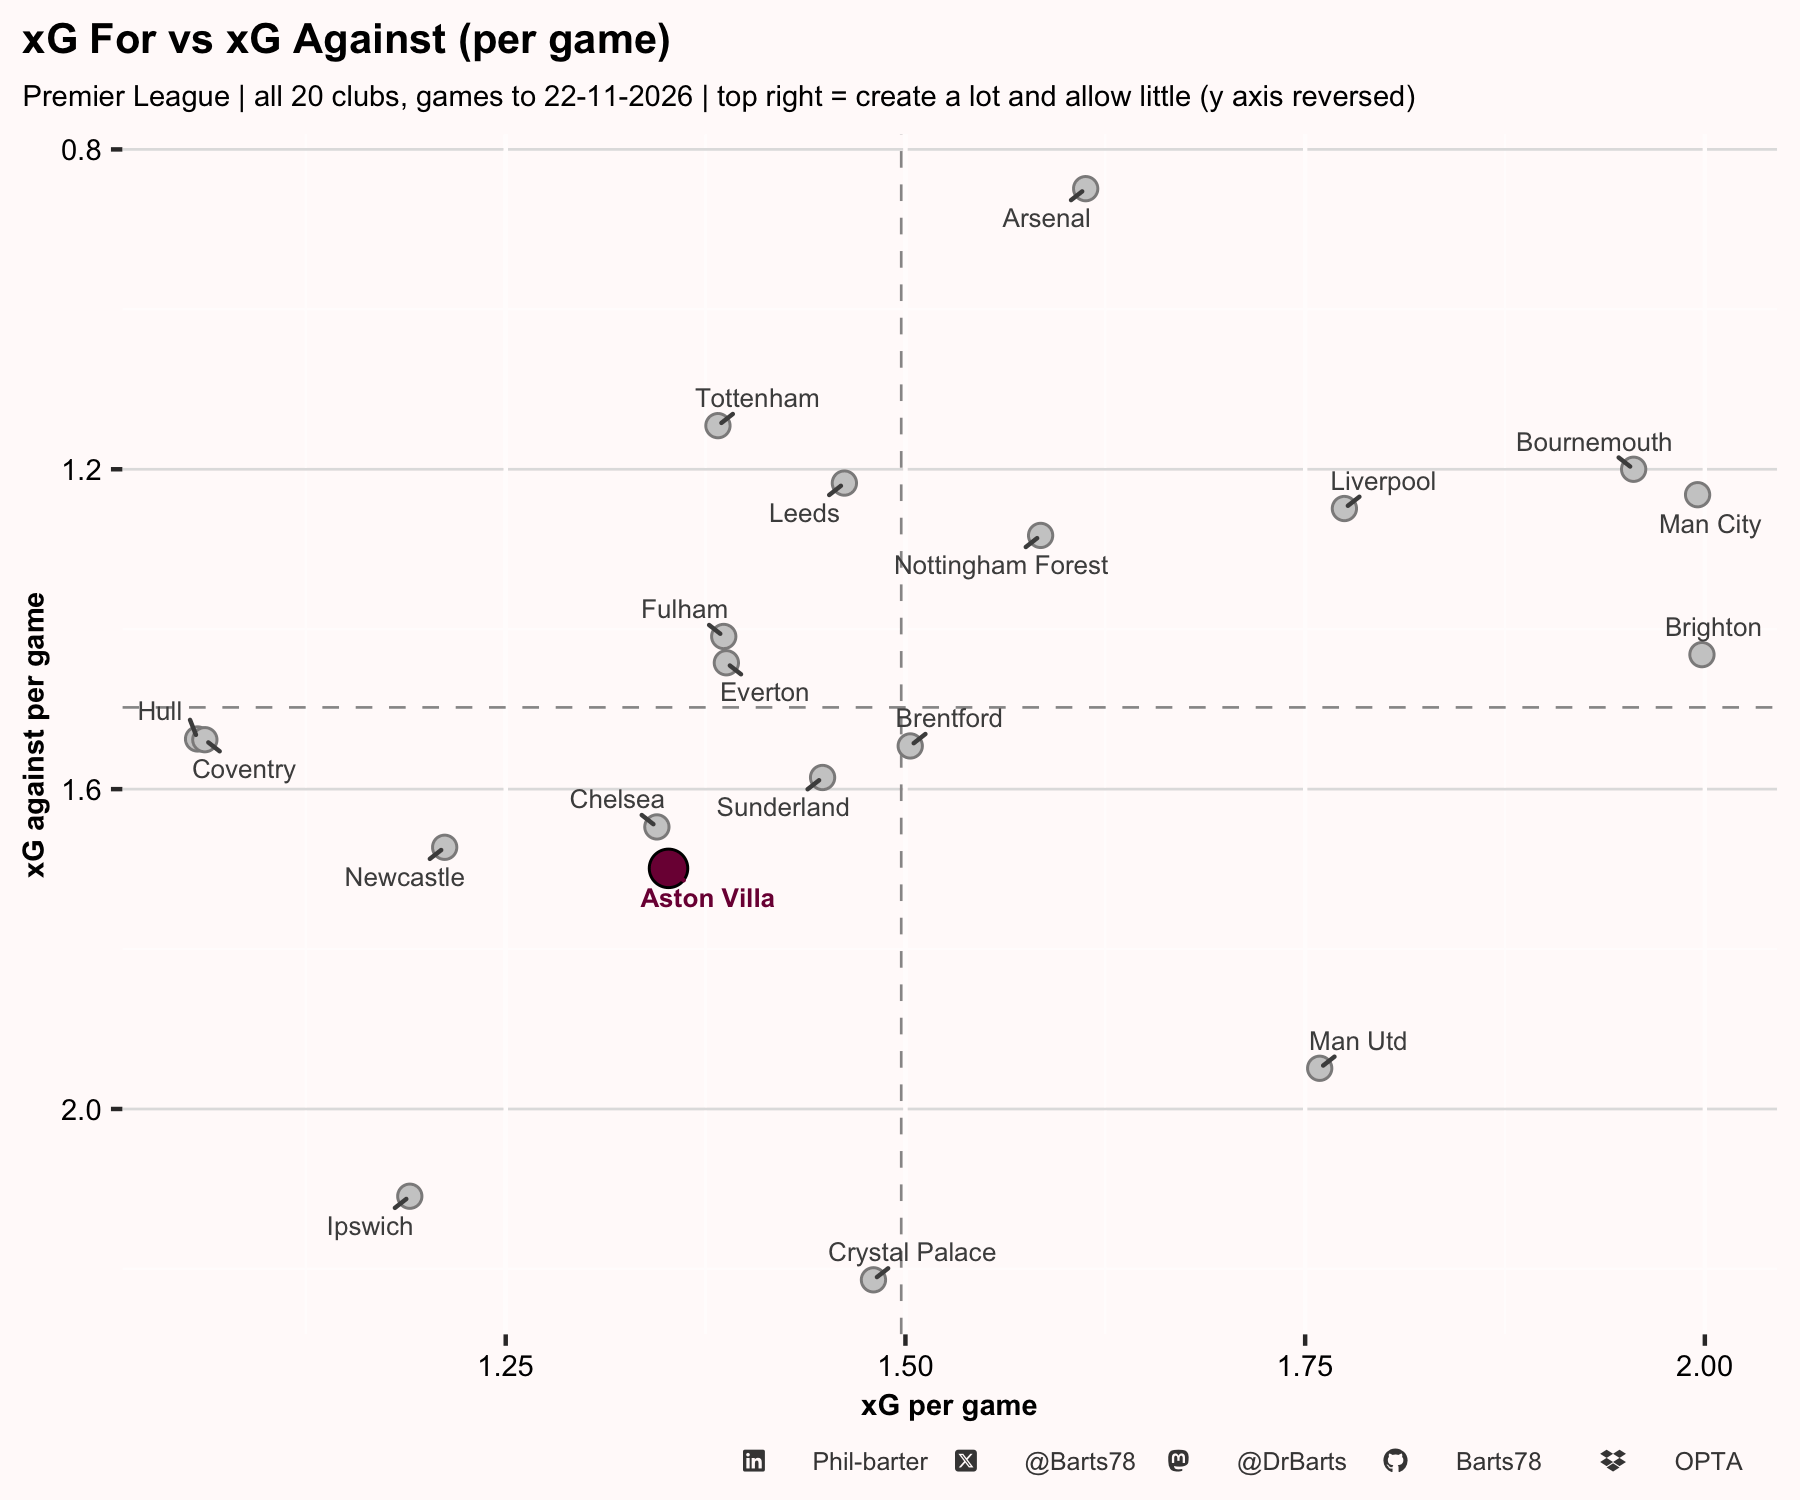 xG For vs xG Against (per game)
Premier League | all 20 clubs, games to 22-11-2026 | top right = create a lot and allow little (y axis reversed)
0.8
Arsenal
Tottenham
Bournemouth
1.2
Liverpool
Leeds
Man City
Nottingham Forest
Fulham
Brighton
Everton
Hull
Brentford
Coventry
1.6
Chelsea
Sunderland
Newcastle
Aston Villa
Man Utd
2.0
Ipswich
Crystal Palace
xG against per game
1.25 1.50 1.75 2.00
xG per game
Phil-barter @Barts78 @DrBarts Barts78 OPTA